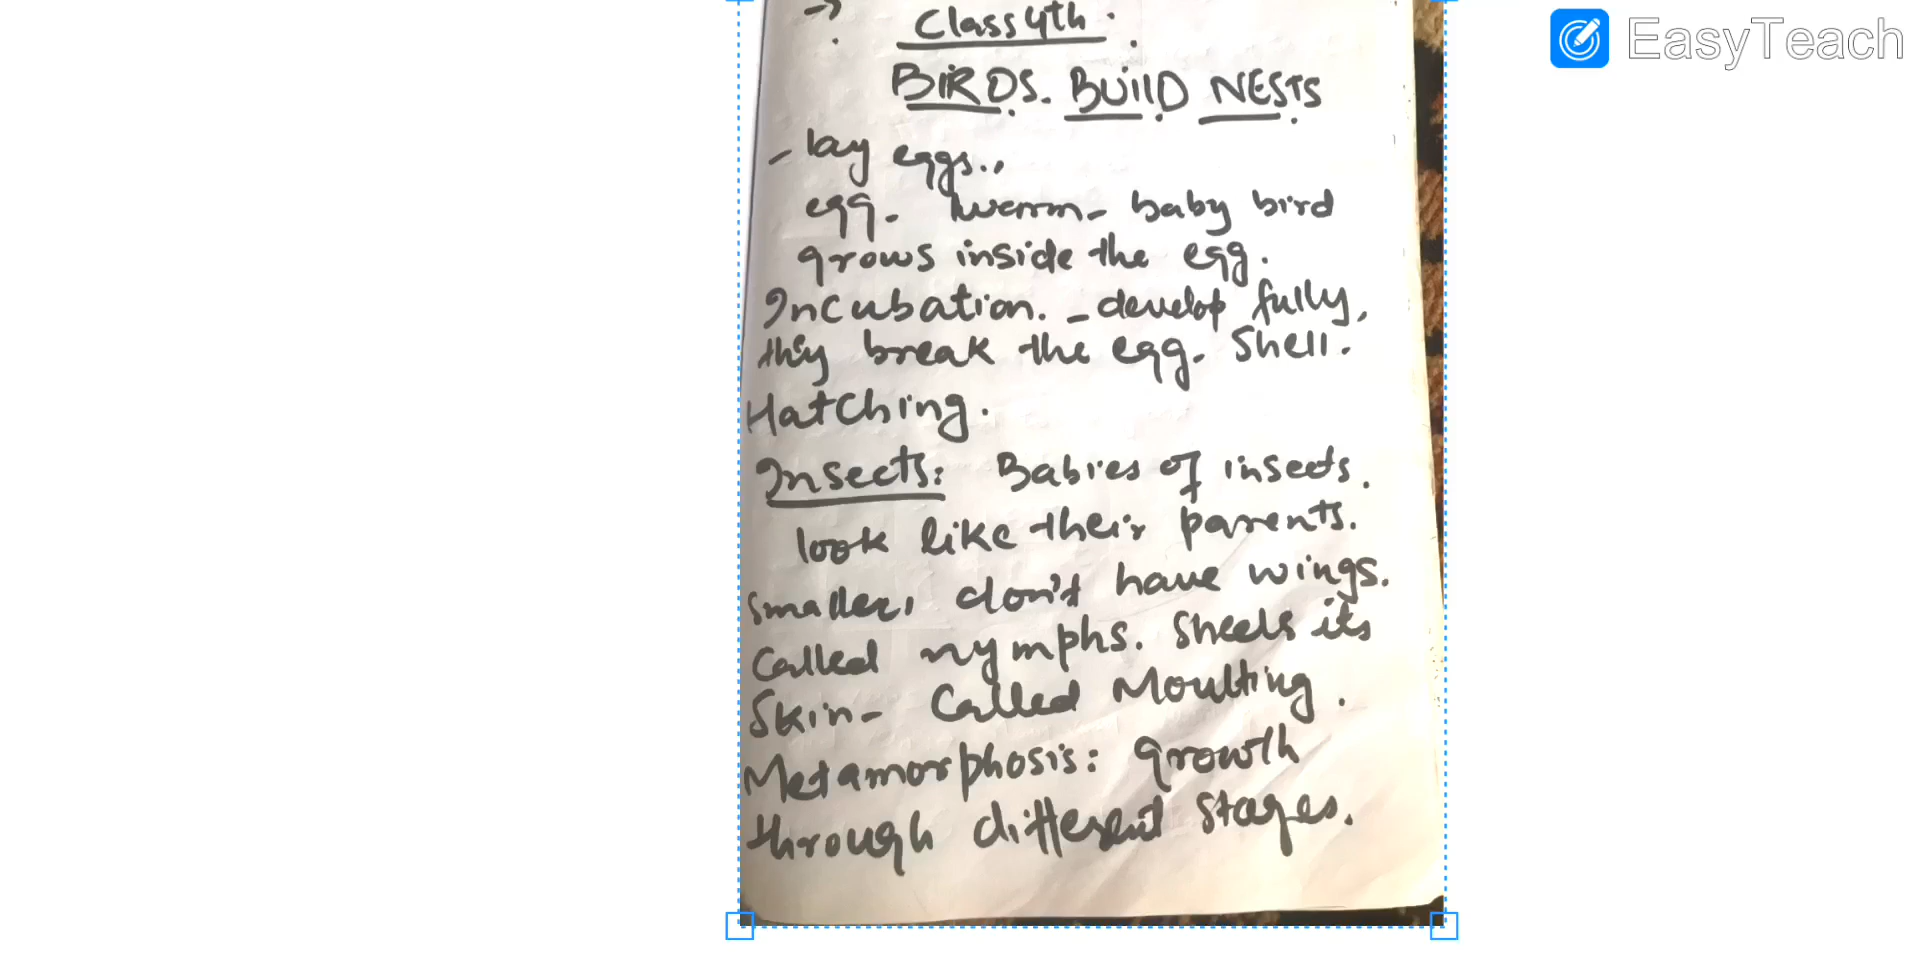 Class 4th.
BIRDS. BUILD NESTS
- lay eggs..
egg. warm- baby bird
grows inside the egg.
Incubation. - develop fully,
they break the egg. Shell.
Hatching.
Insects: Babies of insects.
look like their parents.
smaller, don't have wings.
called nymphs. Sheds its
Skin- Called Moulting.
Metamorphosis: growth
through different stages.
EasyTeach